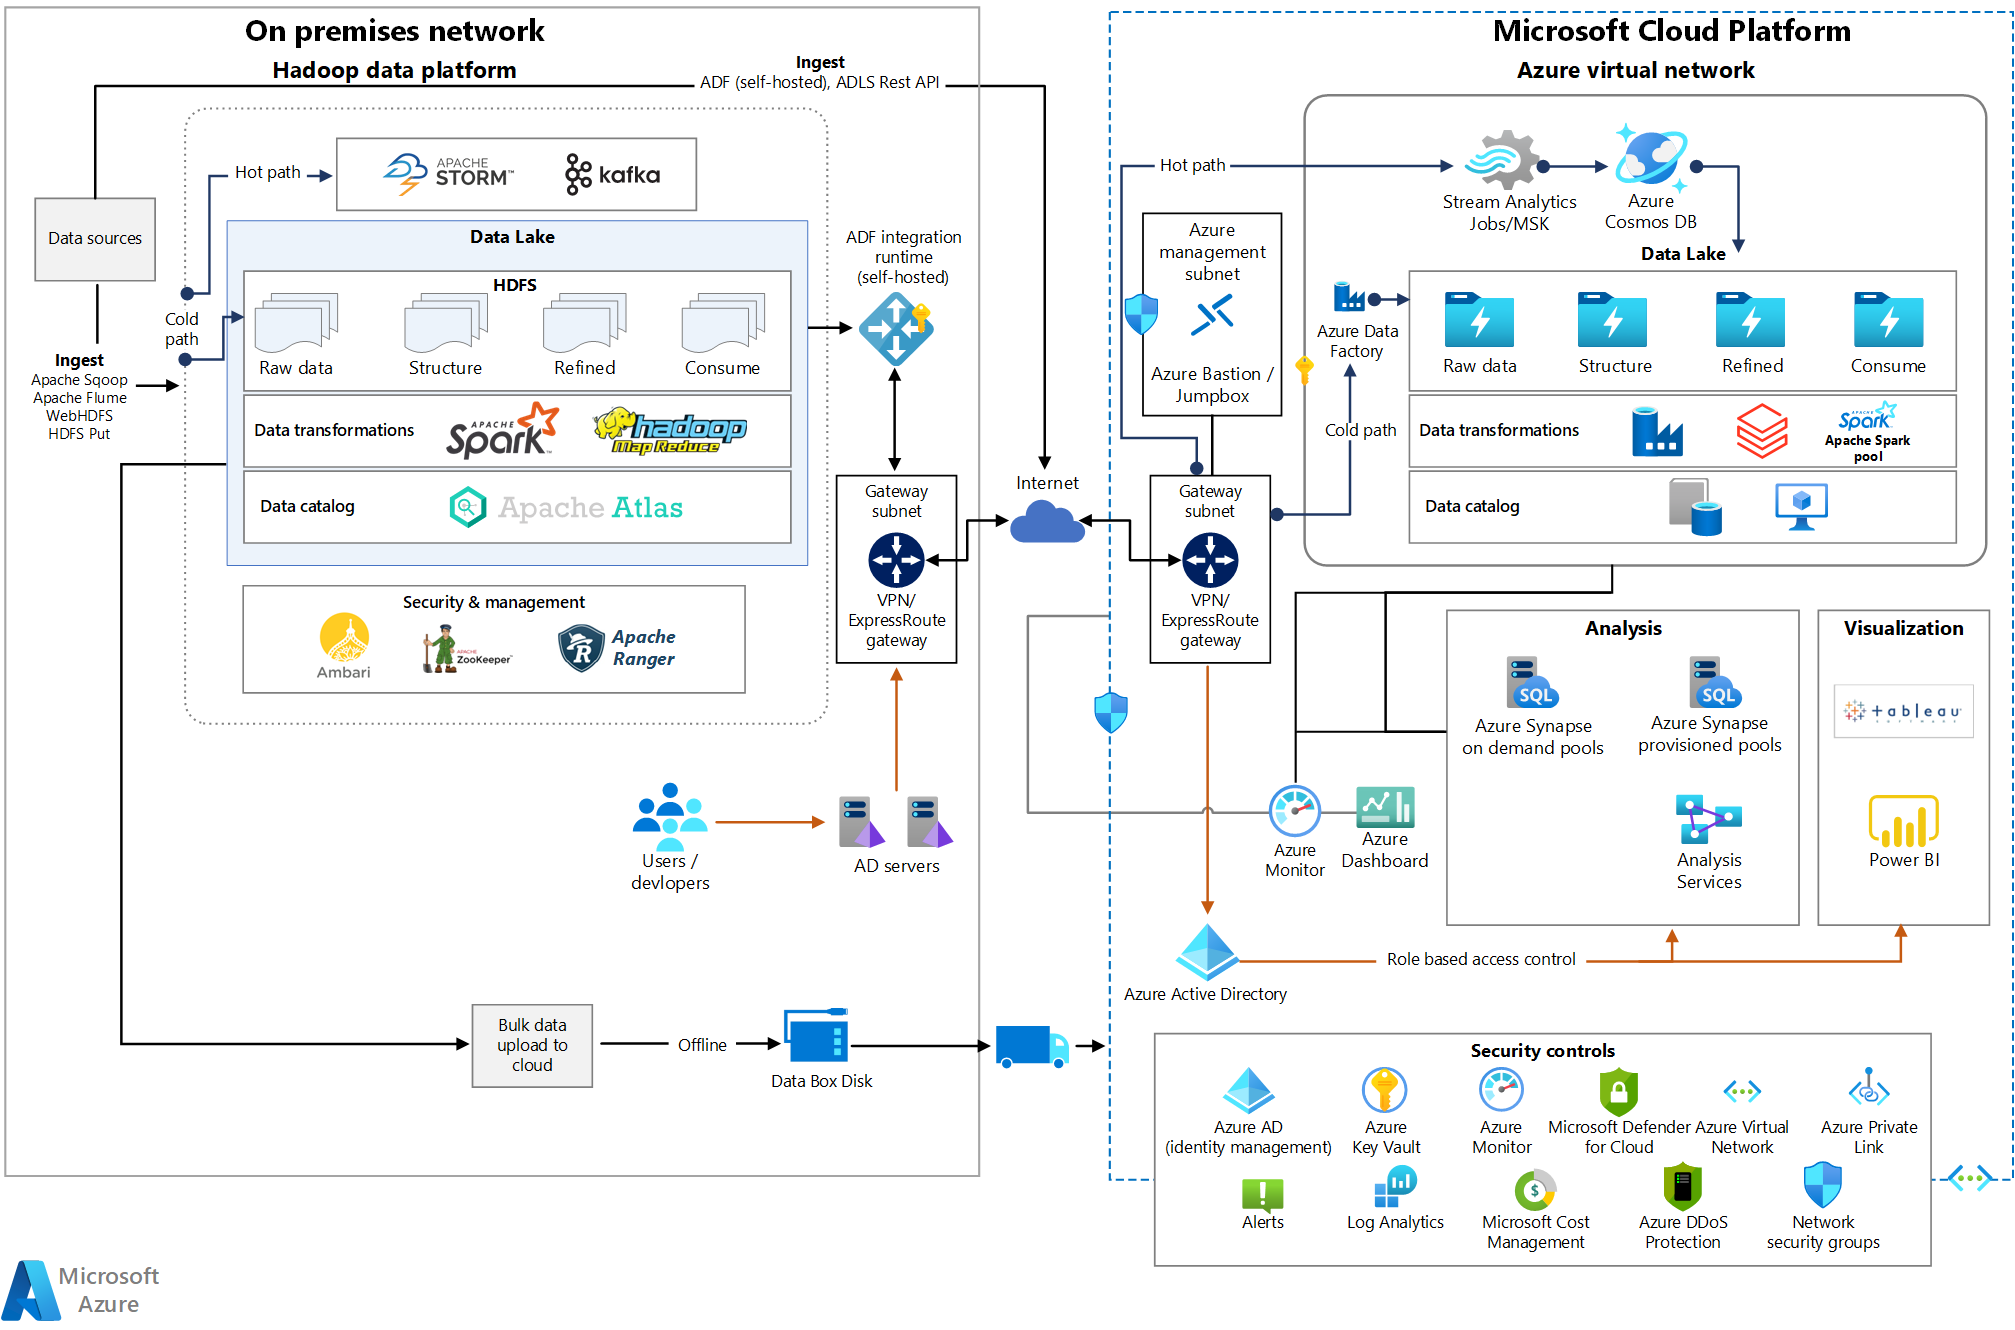 On premises network
Hadoop data platform
Ingest
ADF (self-hosted), ADLS Rest API
Hot path
APACHE
STORM™
kafka
Data sources
Data Lake
HDFS
Raw data
Structure
Refined
Consume
Cold
path
Ingest
Apache Sqoop
Apache Flume
WebHDFS
HDFS Put
Data transformations
APACHE
Spark™
hadoop
Map Reduce
Data catalog
Apache Atlas
Security & management
Ambari
APACHE
ZooKeeper™
Apache
Ranger
ADF integration
runtime
(self-hosted)
Gateway
subnet
VPN/
ExpressRoute
gateway
Internet
Users /
devlopers
AD servers
Bulk data
upload to
cloud
Offline
Data Box Disk
Microsoft Cloud Platform
Azure virtual network
Hot path
Stream Analytics
Jobs/MSK
Azure
Cosmos DB
Azure
management
subnet
Azure Bastion /
Jumpbox
Azure Data
Factory
Cold path
Data Lake
Raw data
Structure
Refined
Consume
Data transformations
APACHE
Spark
Apache Spark
pool
Data catalog
Gateway
subnet
VPN/
ExpressRoute
gateway
Analysis
SQL
Azure Synapse
on demand pools
SQL
Azure Synapse
provisioned pools
Analysis
Services
Visualization
tableau
SOFTWARE
Power BI
Azure
Monitor
Azure
Dashboard
Azure Active Directory
Role based access control
Security controls
Azure AD
(identity management)
Azure
Key Vault
Azure
Monitor
Microsoft Defender
for Cloud
Azure Virtual
Network
Azure Private
Link
Alerts
Log Analytics
Microsoft Cost
Management
Azure DDoS
Protection
Network
security groups
Microsoft
Azure